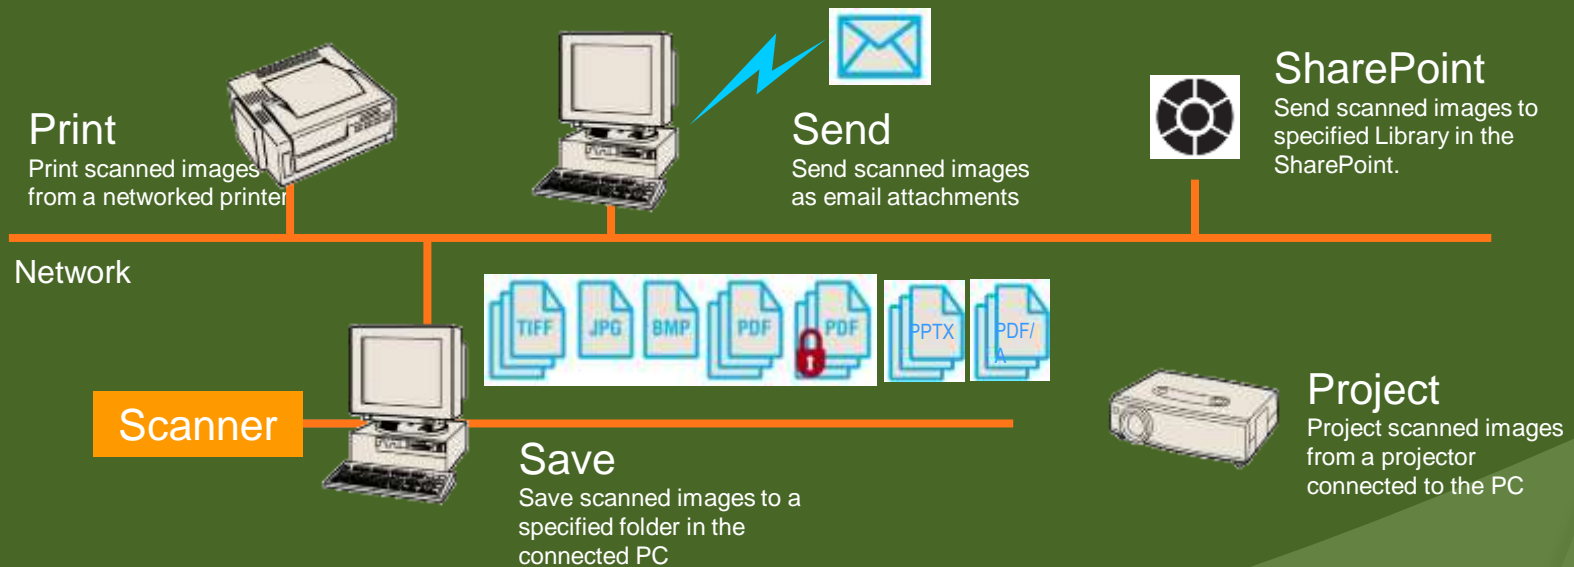 Print
Print scanned images
from a networked printer
Send
Send scanned images
as email attachments
SharePoint
Send scanned images to
specified Library in the
SharePoint.
Network
TIFF
JPG
BMP
PDF
PDF
PPTX
PDF/
A
Scanner
Save
Save scanned images to a
specified folder in the
connected PC
Project
Project scanned images
from a projector
connected to the PC